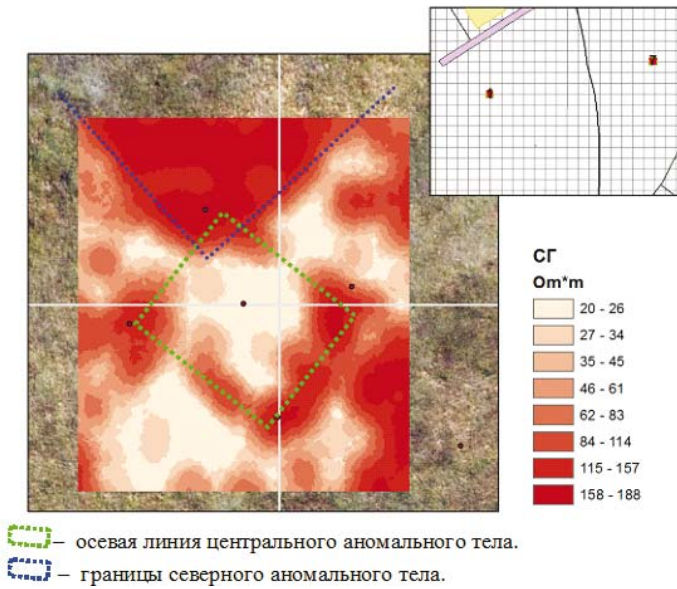 СГ
Om*m
20 - 26
27 - 34
35 - 45
46 - 61
62 - 83
84 - 114
115 - 157
158 - 188
– осевая линия центрального аномального тела.
– границы северного аномального тела.